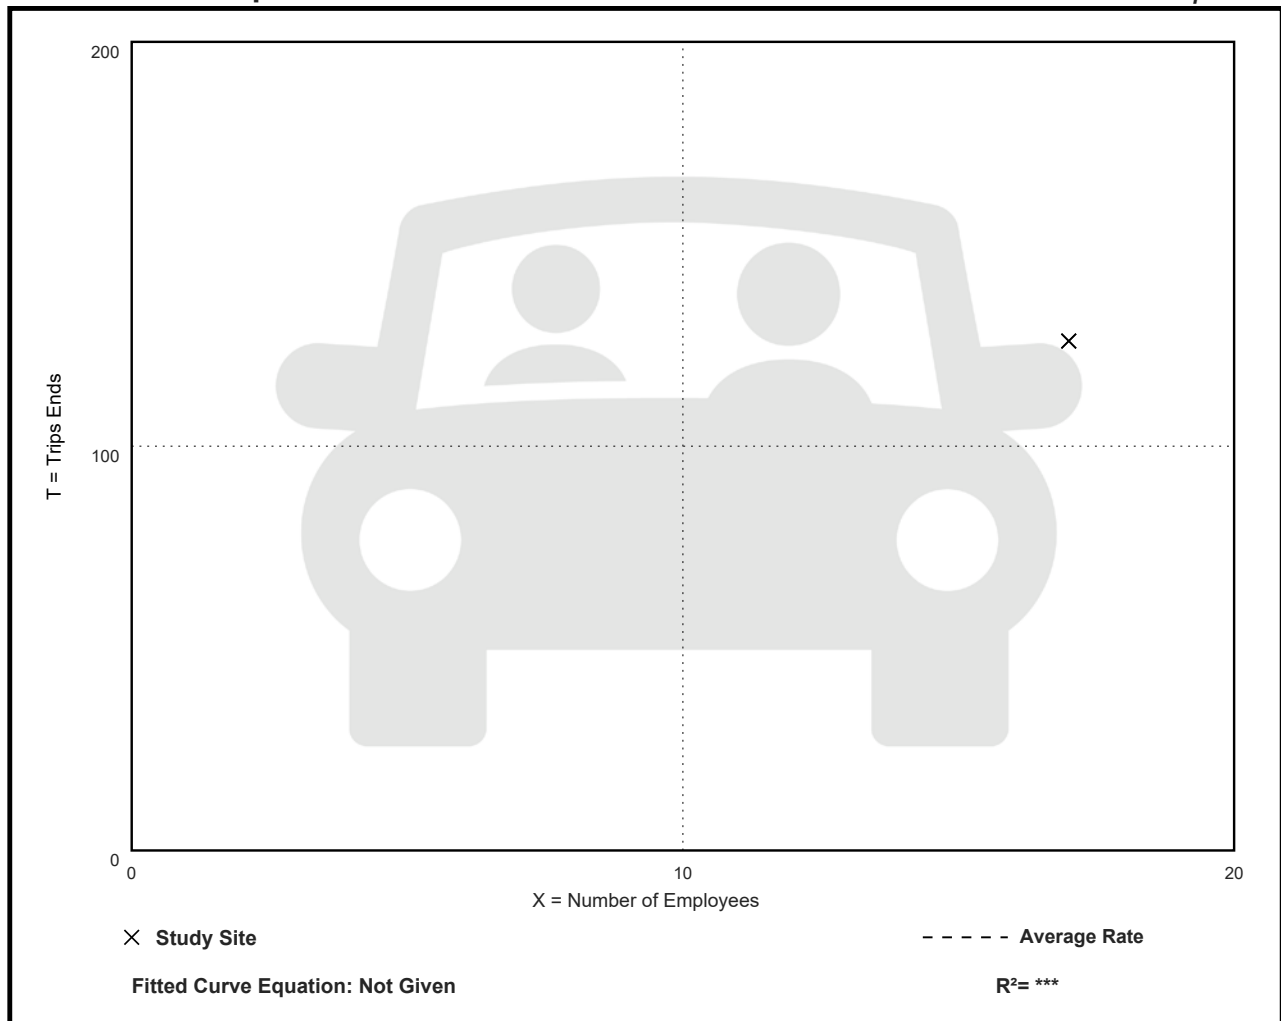 200
100
0
T = Trips Ends
0 10 20
X = Number of Employees
Study Site
Average Rate
Fitted Curve Equation: Not Given
R²= ***